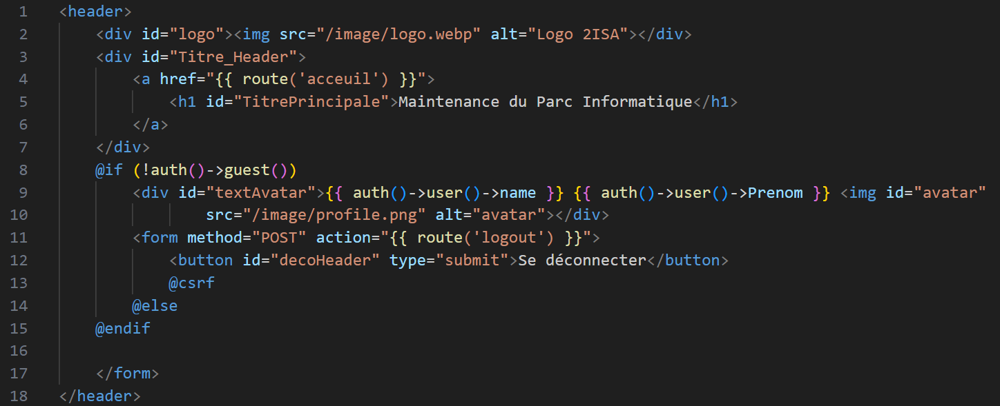 1 <header>
2 <div id="logo"><img src="/image/logo.webp" alt="Logo 2ISA"></div>
3 <div id="Titre_Header">
4 <a href="{{ route('acceuil') }}">
5 <h1 id="TitrePrincipale">Maintenance du Parc Informatique</h1>
6 </a>
7 </div>
8 @if (!auth()->guest())
9 <div id="textAvatar">{{ auth()->user()->name }} {{ auth()->user()->Prenom }} <img id="avatar"
10 src="/image/profile.png" alt="avatar"></div>
11 <form method="POST" action="{{ route('logout') }}">
12 <button id="decoHeader" type="submit">Se déconnecter</button>
13 @csrf
14 @else
15 @endif
16
17 </form>
18 </header>